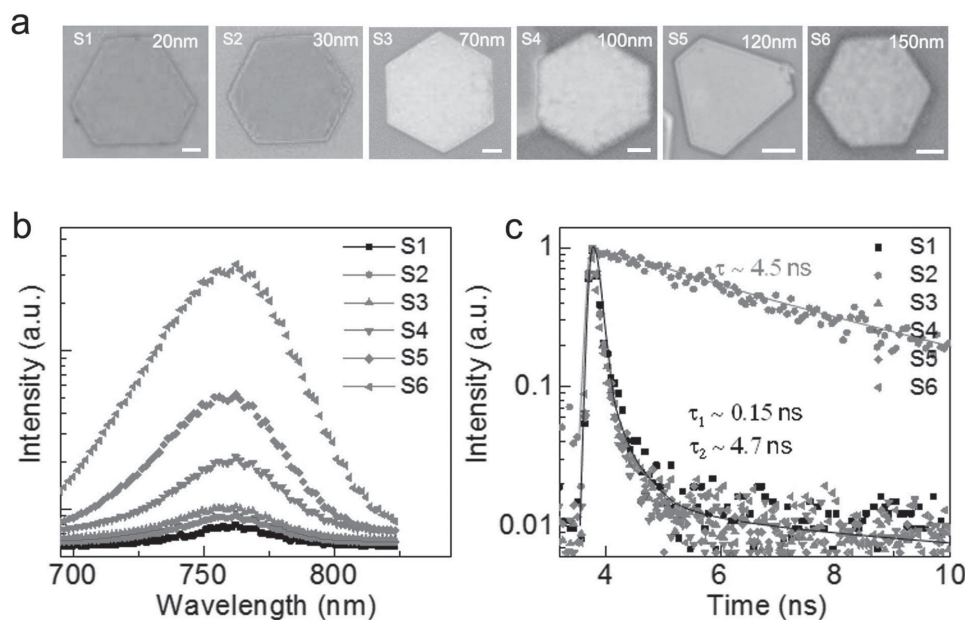 a
S1 20nm
S2 30nm
S3 70nm
S4 100nm
S5 120nm
S6 150nm
b
Intensity (a.u.)
S1
S2
S3
S4
S5
S6
700 750 800
Wavelength (nm)
c
Intensity (a.u.)
1
0.1
0.01
τ ~ 4.5 ns
τ1 ~ 0.15 ns
τ2 ~ 4.7 ns
S1
S2
S3
S4
S5
S6
4 6 8 10
Time (ns)